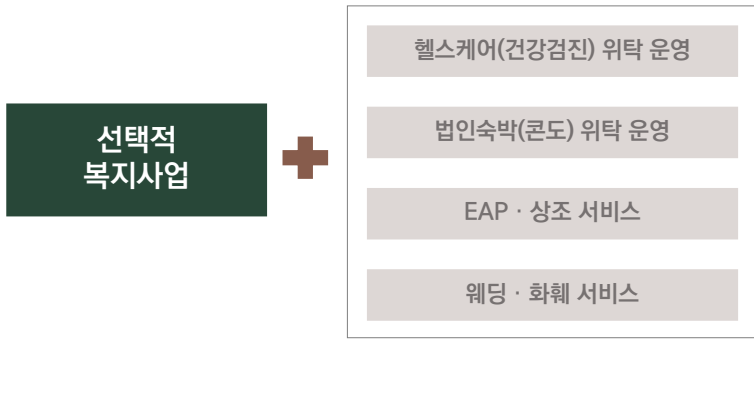 선택적
복지사업
헬스케어(건강검진) 위탁 운영
법인숙박(콘도) 위탁 운영
EAP · 상조 서비스
웨딩 · 화훼 서비스